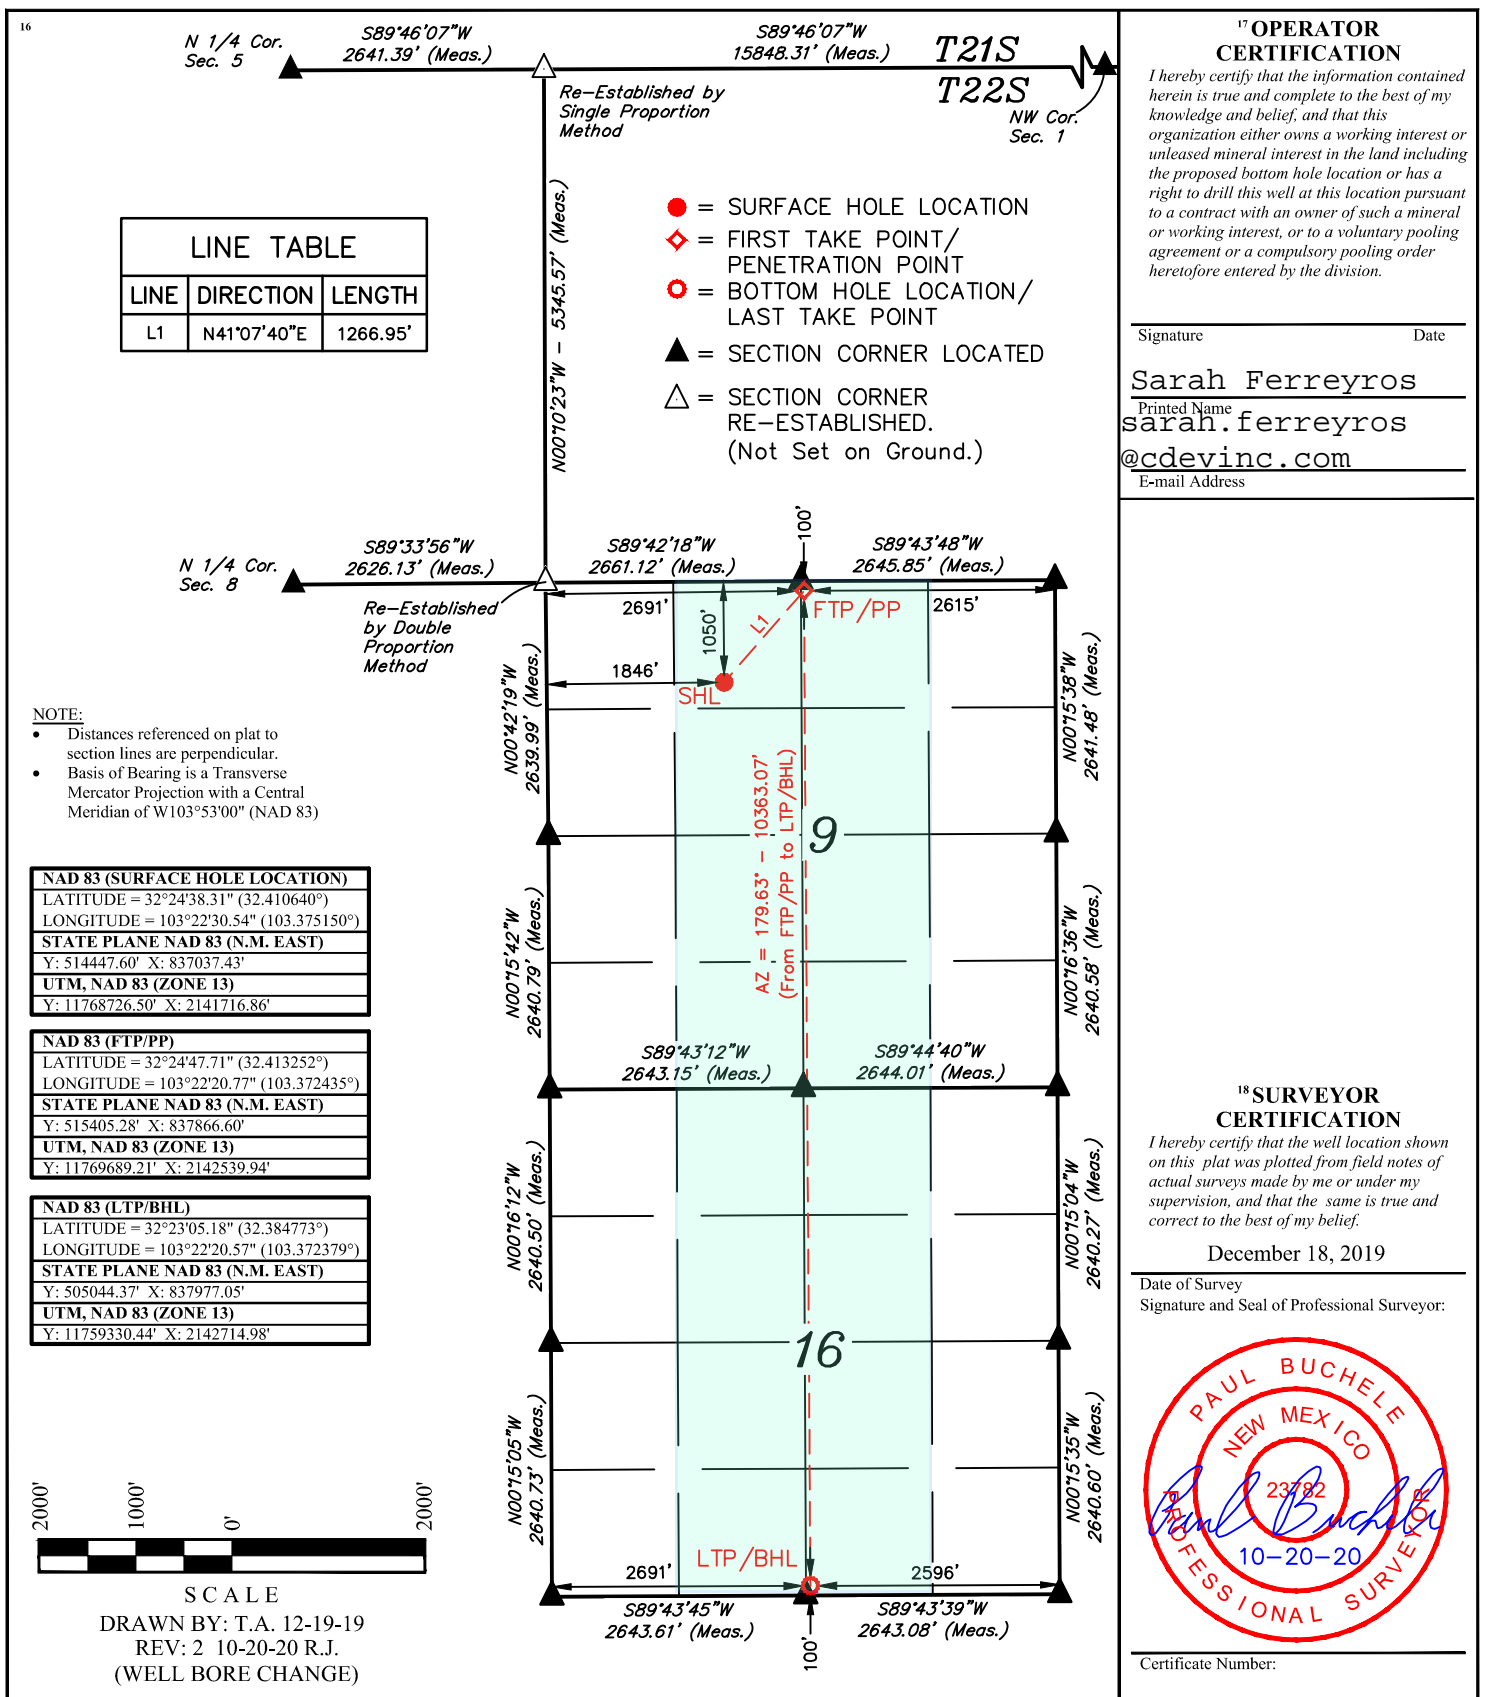 16
N 1/4 Cor.
Sec. 5
S89°46'07"W
2641.39' (Meas.)
S89°46'07"W
15848.31' (Meas.)
T21S
T22S
NW Cor.
Sec. 1
Re-Established by
Single Proportion
Method
N00°10'23"W - 5345.57' (Meas.)
LINE TABLE
LINE DIRECTION LENGTH
L1 N41°07'40"E 1266.95'
= SURFACE HOLE LOCATION
= FIRST TAKE POINT/
PENETRATION POINT
= BOTTOM HOLE LOCATION/
LAST TAKE POINT
= SECTION CORNER LOCATED
= SECTION CORNER
RE-ESTABLISHED.
(Not Set on Ground.)
N 1/4 Cor.
Sec. 8
S89°33'56"W
2626.13' (Meas.)
S89°42'18"W
2661.12' (Meas.)
100'
S89°43'48"W
2645.85' (Meas.)
Re-Established
by Double
Proportion
Method
2691'
1050'
L1
FTP/PP
2615'
1846'
SHL
N00°42'19"W
2639.99' (Meas.)
N00°15'38"W
2641.48' (Meas.)
AZ = 179.63° - 10363.07'
(From FTP/PP to LTP/BHL)
9
N00°15'42"W
2640.79' (Meas.)
N00°16'36"W
2640.58' (Meas.)
S89°43'12"W
2643.15' (Meas.)
S89°44'40"W
2644.01' (Meas.)
N00°16'12"W
2640.50' (Meas.)
N00°15'04"W
2640.27' (Meas.)
16
N00°15'05"W
2640.73' (Meas.)
N00°15'35"W
2640.60' (Meas.)
LTP/BHL
2691'
2596'
S89°43'45"W
2643.61' (Meas.)
100'
S89°43'39"W
2643.08' (Meas.)
NOTE:
• Distances referenced on plat to
section lines are perpendicular.
• Basis of Bearing is a Transverse
Mercator Projection with a Central
Meridian of W103°53'00" (NAD 83)
NAD 83 (SURFACE HOLE LOCATION)
LATITUDE = 32°24'38.31" (32.410640°)
LONGITUDE = 103°22'30.54" (103.375150°)
STATE PLANE NAD 83 (N.M. EAST)
Y: 514447.60' X: 837037.43'
UTM, NAD 83 (ZONE 13)
Y: 11768726.50' X: 2141716.86'
NAD 83 (FTP/PP)
LATITUDE = 32°24'47.71" (32.413252°)
LONGITUDE = 103°22'20.77" (103.372435°)
STATE PLANE NAD 83 (N.M. EAST)
Y: 515405.28' X: 837866.60'
UTM, NAD 83 (ZONE 13)
Y: 11769689.21' X: 2142539.94'
NAD 83 (LTP/BHL)
LATITUDE = 32°23'05.18" (32.384773°)
LONGITUDE = 103°22'20.57" (103.372379°)
STATE PLANE NAD 83 (N.M. EAST)
Y: 505044.37' X: 837977.05'
UTM, NAD 83 (ZONE 13)
Y: 11759330.44' X: 2142714.98'
2000' 1000' 0' 2000'
SCALE
DRAWN BY: T.A. 12-19-19
REV: 2 10-20-20 R.J.
(WELL BORE CHANGE)
17 OPERATOR
CERTIFICATION
I hereby certify that the information contained
herein is true and complete to the best of my
knowledge and belief, and that this
organization either owns a working interest or
unleased mineral interest in the land including
the proposed bottom hole location or has a
right to drill this well at this location pursuant
to a contract with an owner of such a mineral
or working interest, or to a voluntary pooling
agreement or a compulsory pooling order
heretofore entered by the division.
Signature Date
Sarah Ferreyros
Printed Name
sarah.ferreyros
@cdevinc.com
E-mail Address
18 SURVEYOR
CERTIFICATION
I hereby certify that the well location shown
on this plat was plotted from field notes of
actual surveys made by me or under my
supervision, and that the same is true and
correct to the best of my belief.
December 18, 2019
Date of Survey
Signature and Seal of Professional Surveyor:
PAUL BUCHELE
NEW MEXICO
23782
Paul Buchele
10-20-20
PROFESSIONAL SURVEYOR
Certificate Number: